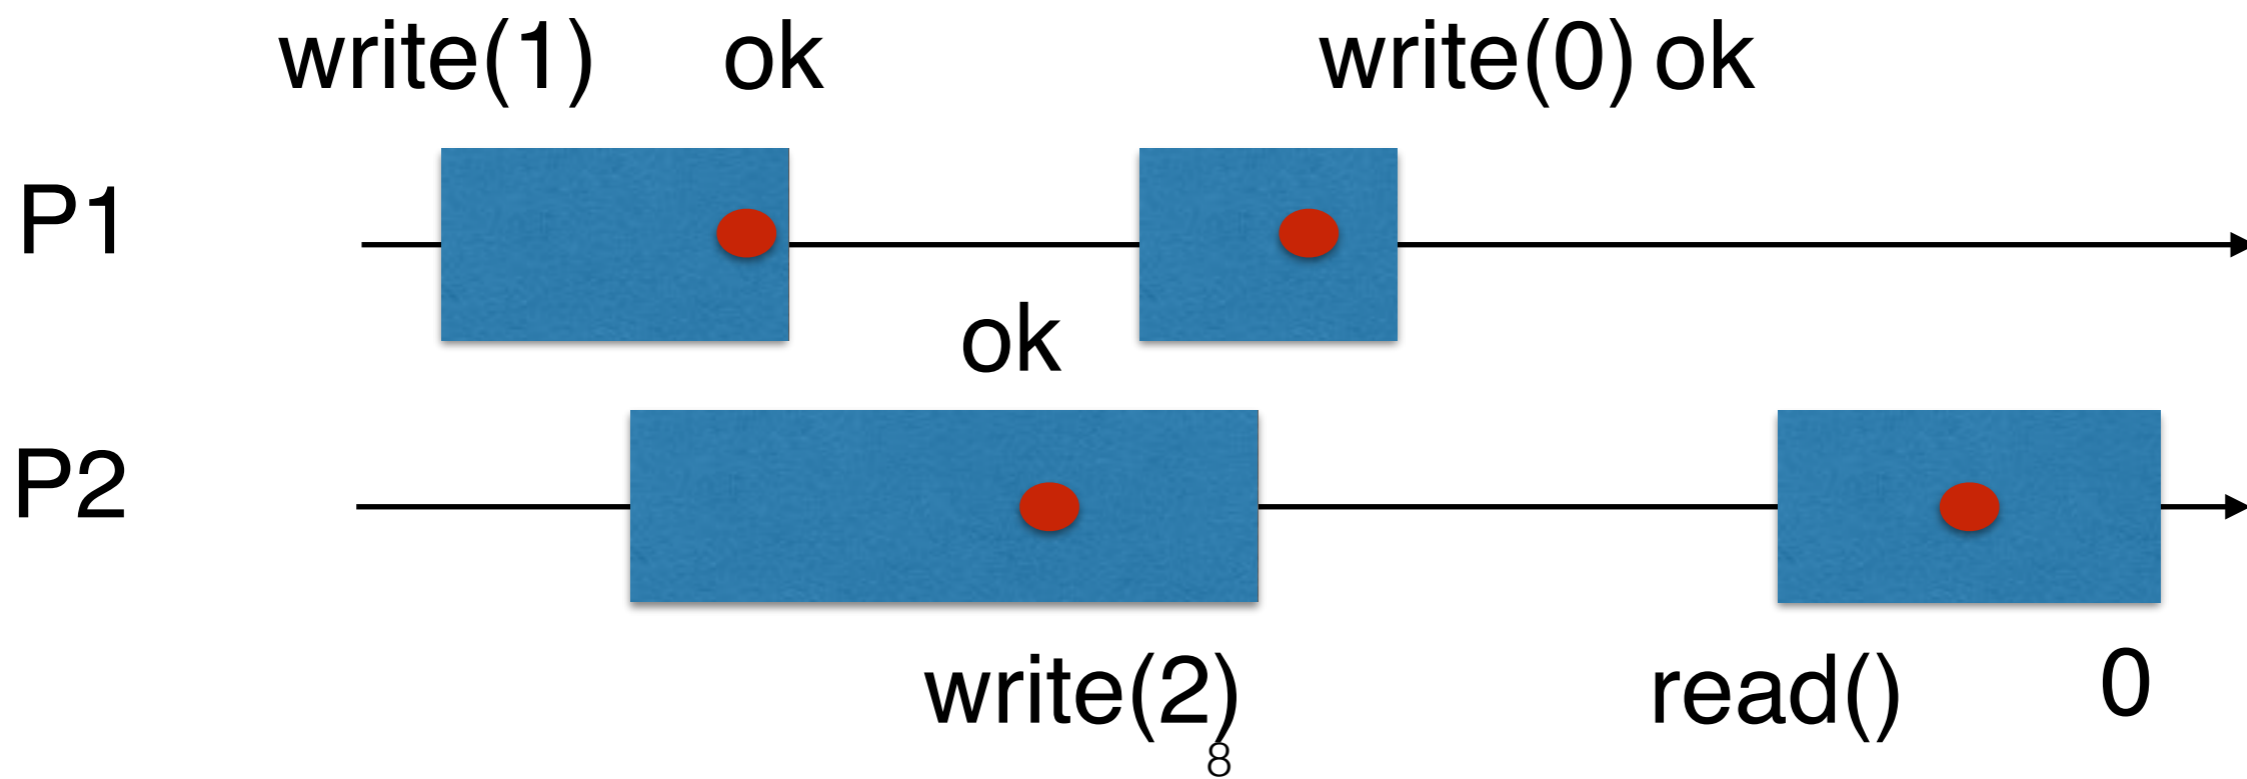 write(1) ok write(0) ok
P1
ok
P2
write(2) read() 0
8